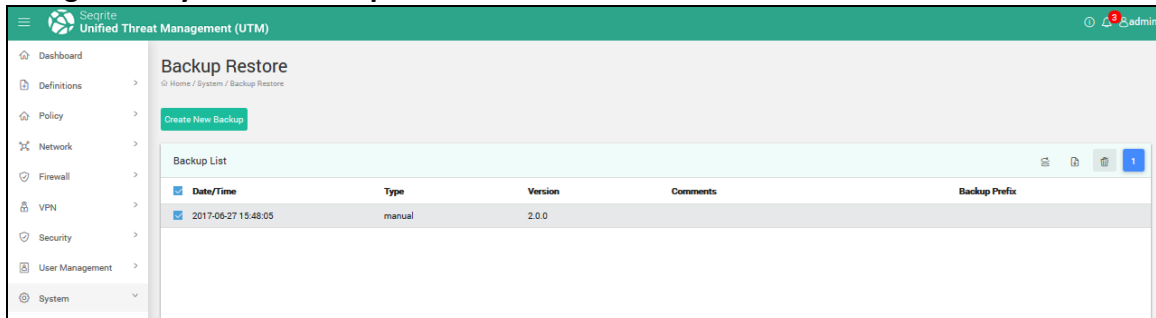 Seqrite
Unified Threat Management (UTM)
3
admin
Dashboard
Definitions
Policy
Network
Firewall
VPN
Security
User Management
System
Backup Restore
Home / System / Backup Restore
Create New Backup
Backup List
1
Date/Time Type Version Comments Backup Prefix
2017-06-27 15:48:05 manual 2.0.0